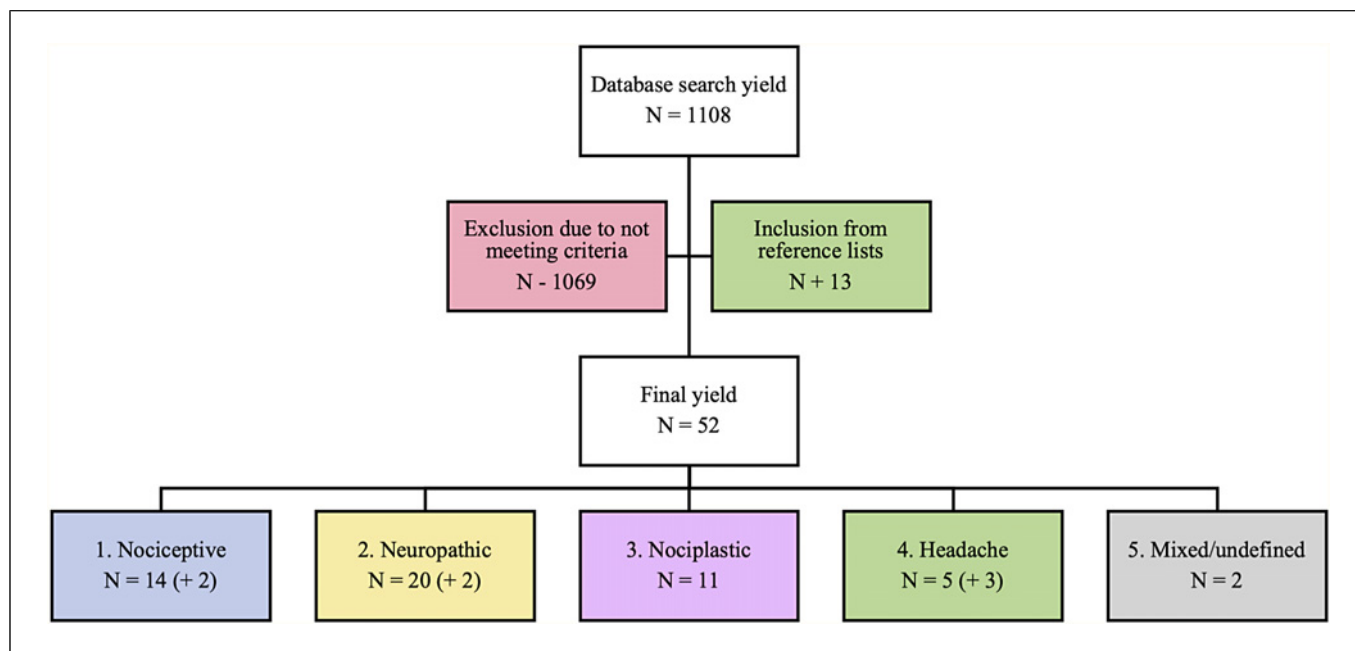 Database search yield
N = 1108
Exclusion due to not
meeting criteria
N - 1069
Inclusion from
reference lists
N + 13
Final yield
N = 52
1. Nociceptive
N = 14 (+ 2)
2. Neuropathic
N = 20 (+ 2)
3. Nociplastic
N = 11
4. Headache
N = 5 (+ 3)
5. Mixed/undefined
N = 2